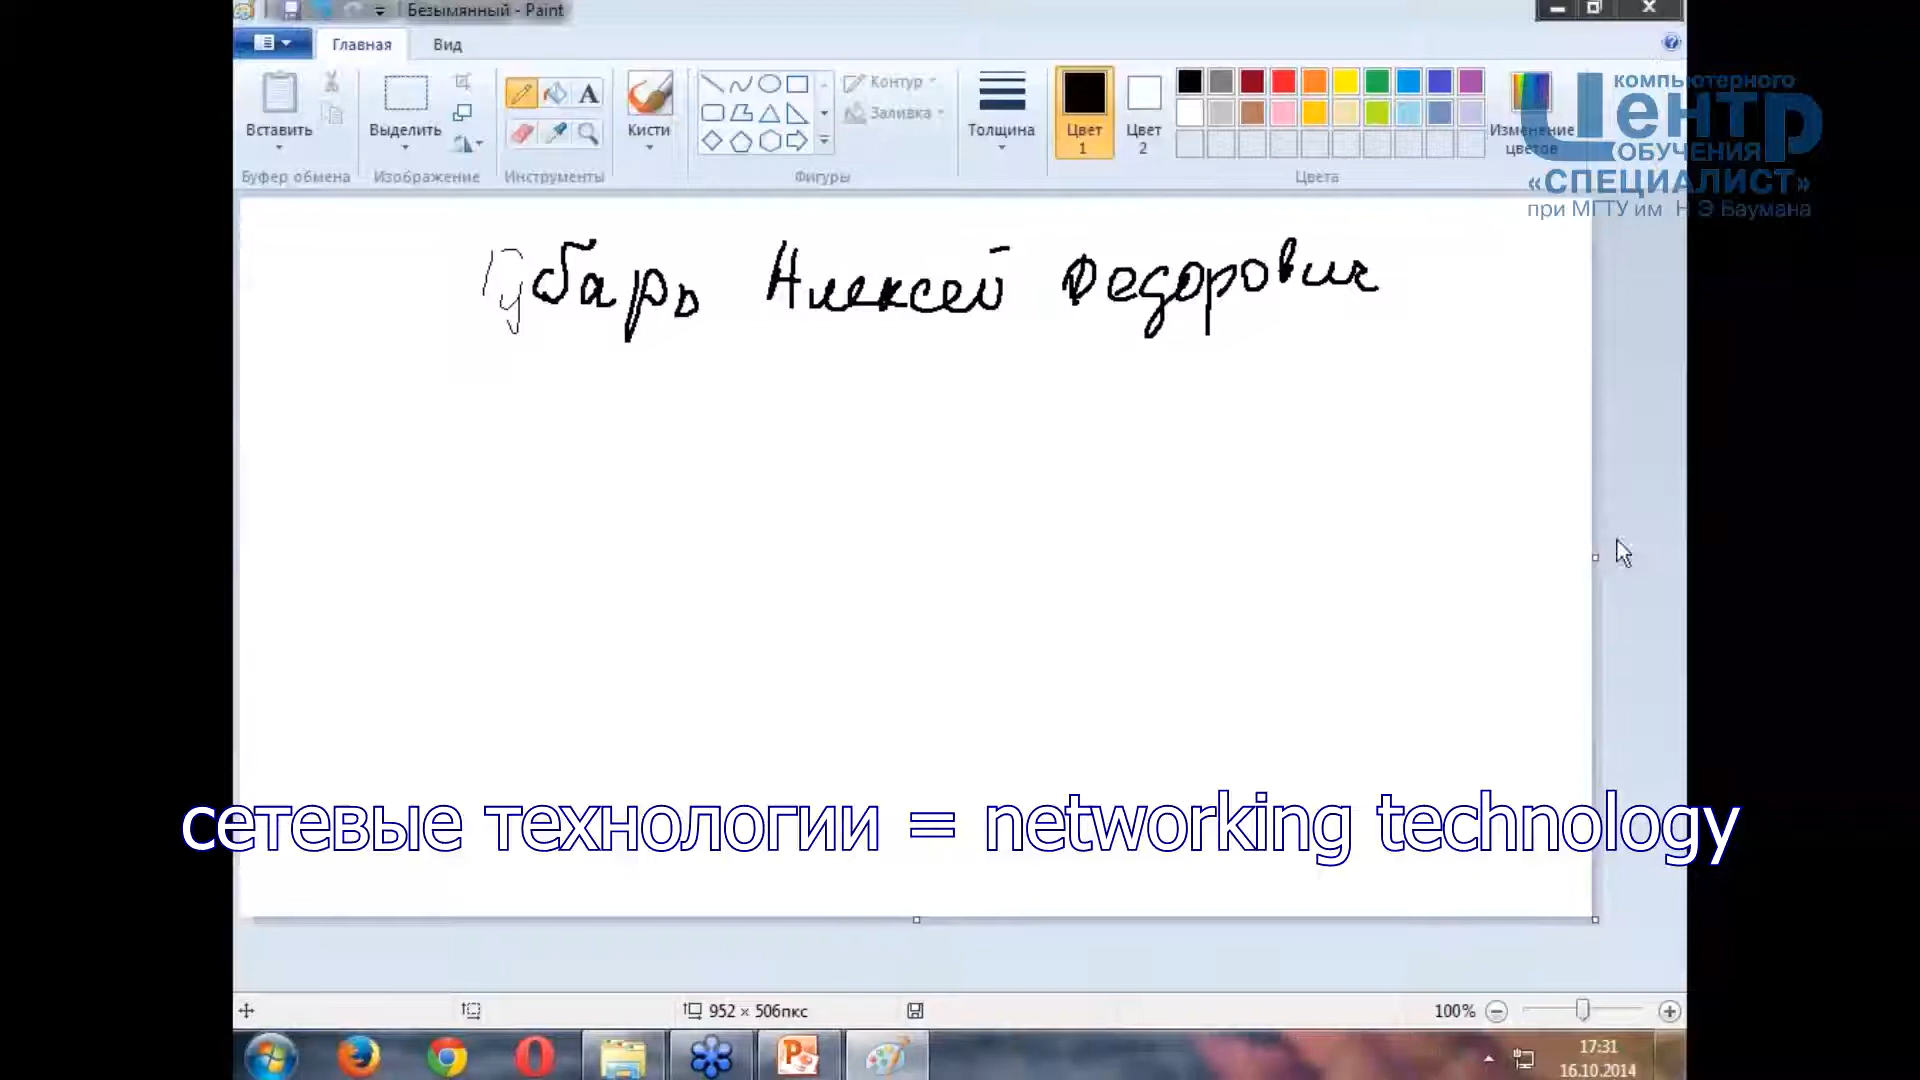 Безымянный - Paint
Главная Вид
Вставить Выделить Кисти Контур Заливка Толщина Цвет 1 Цвет 2 Изменение цветов
Буфер обмена Изображение Инструменты Фигуры Цвета
компьютерного
Центр
ОБУЧЕНИЯ
«СПЕЦИАЛИСТ»
при МГТУ им Н Э Баумана
Губарь Алексей Федорович
сетевые технологии = networking technology
952 × 506пкс 100%
17:31
16.10.2014